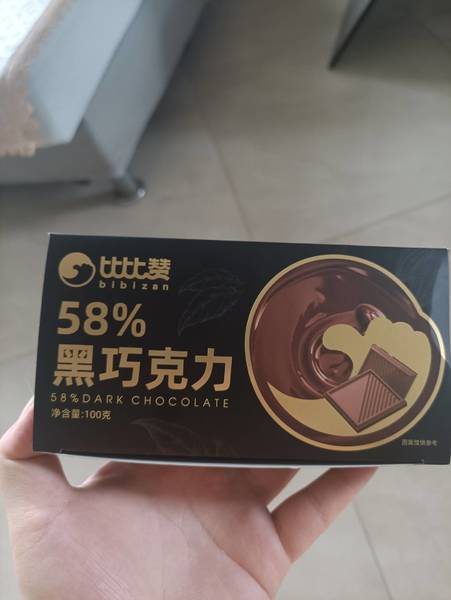 比比赞
bibizan
58%
黑巧克力
58%DARK CHOCOLATE
净含量:100克
图案仅供参考